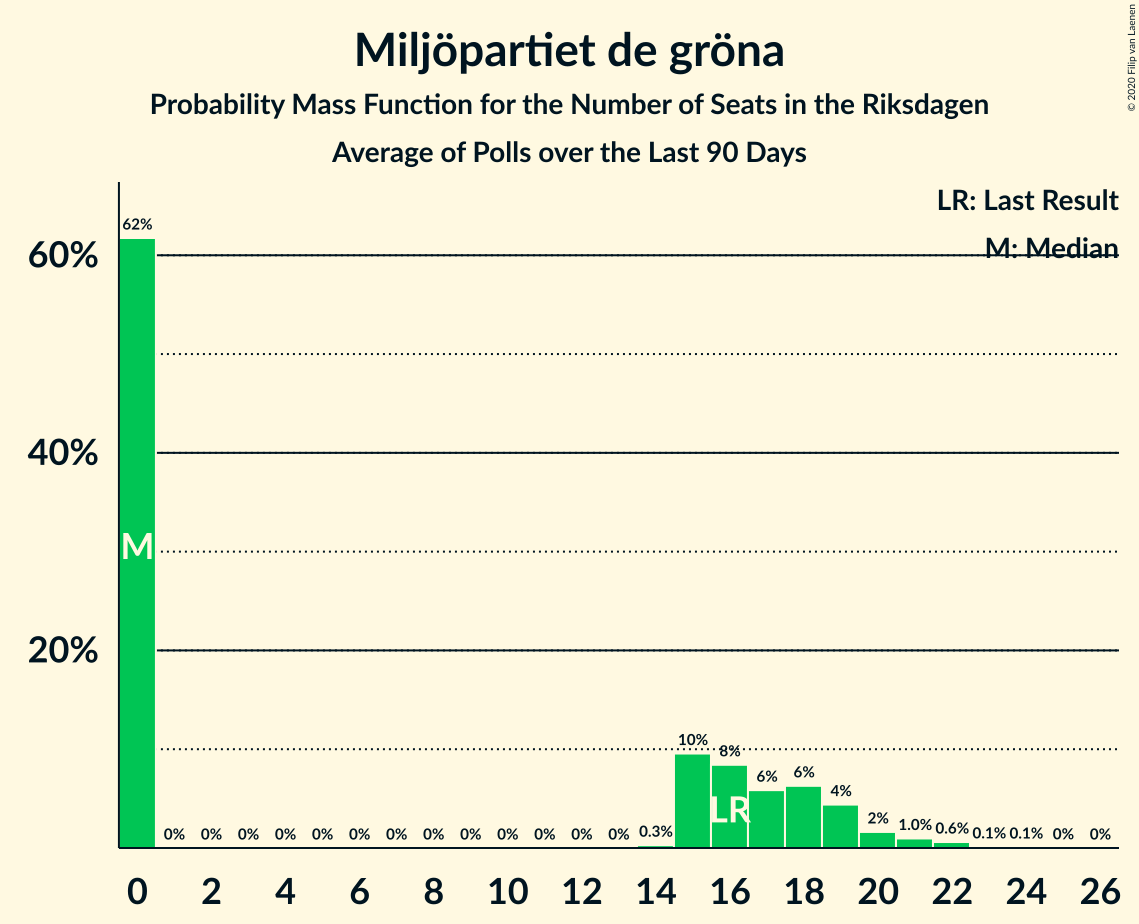 Miljöpartiet de gröna
Probability Mass Function for the Number of Seats in the Riksdagen
Average of Polls over the Last 90 Days
© 2020 Filip van Laenen
LR: Last Result
M: Median
60%
40%
20%
62% 0% 0% 0% 0% 0% 0% 0% 0% 0% 0% 0% 0% 0% 0.3% 10% 8% 6% 6% 4% 2% 1.0% 0.6% 0.1% 0.1% 0% 0%
M
LR
0 2 4 6 8 10 12 14 16 18 20 22 24 26